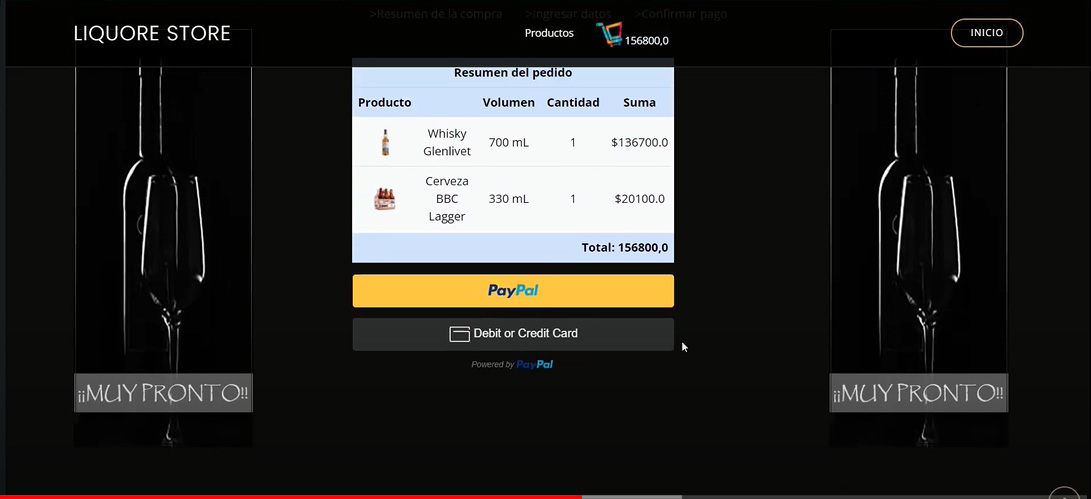 >Resumen de la compra >Ingresar datos >Confirmar pago
LIQUORE STORE
Productos
156800,0
INICIO
Resumen del pedido
Producto Volumen Cantidad Suma
Whisky
Glenlivet
700 mL 1 $136700.0
Cerveza
BBC
Lagger
330 mL 1 $20100.0
Total: 156800,0
PayPal
Debit or Credit Card
Powered by PayPal
¡¡MUY PRONTO!!
¡¡MUY PRONTO!!